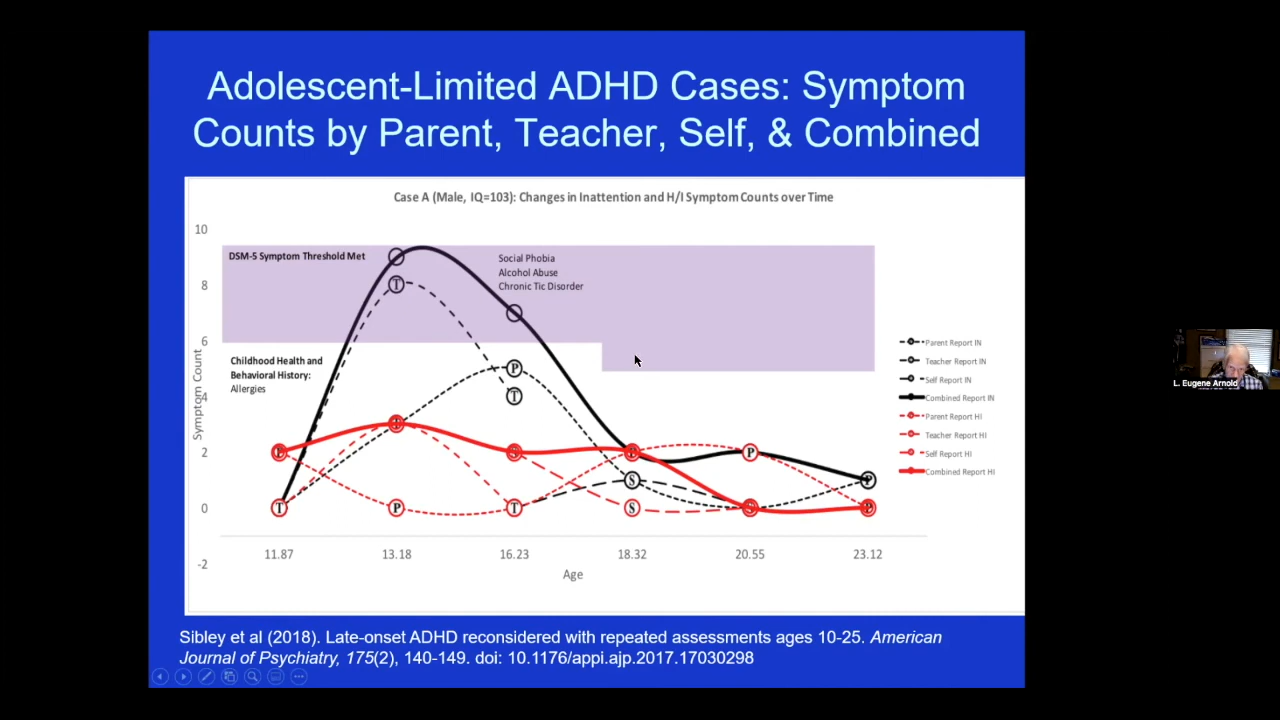 Adolescent-Limited ADHD Cases: Symptom
Counts by Parent, Teacher, Self, & Combined
Case A (Male, IQ=103): Changes in Inattention and H/I Symptom Counts over Time
10
8
6
4
2
0
-2
Symptom Count
DSM-5 Symptom Threshold Met
Social Phobia
Alcohol Abuse
Chronic Tic Disorder
Childhood Health and
Behavioral History:
Allergies
T
T
P
T
P
T
S
S
P
P
11.87
13.18
16.23
18.32
20.55
23.12
Age
Parent Report IN
Teacher Report IN
Self Report IN
Combined Report IN
Parent Report HI
Teacher Report HI
Self Report HI
Combined Report HI
Sibley et al (2018). Late-onset ADHD reconsidered with repeated assessments ages 10-25. American
Journal of Psychiatry, 175(2), 140-149. doi: 10.1176/appi.ajp.2017.17030298
L. Eugene Arnold